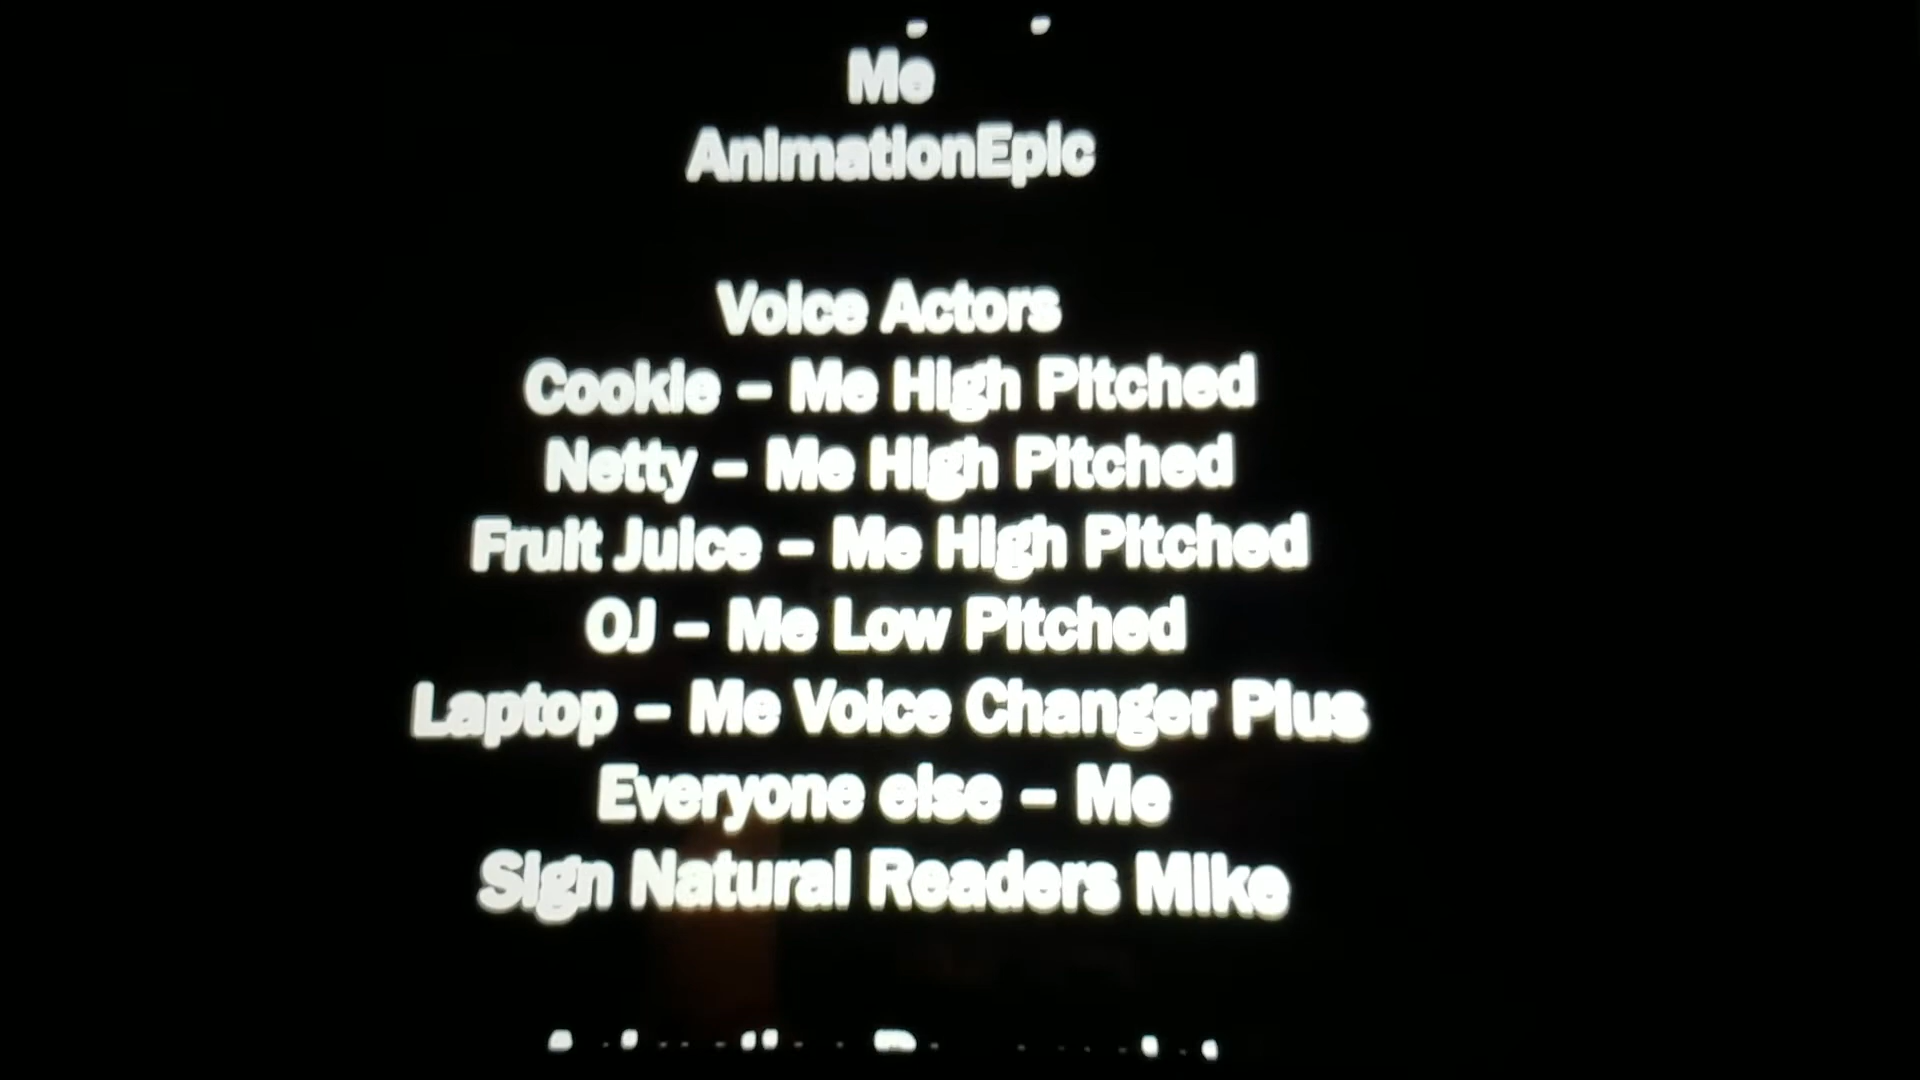 Me
AnimationEpic
Voice Actors
Cookie – Me High Pitched
Netty – Me High Pitched
Fruit Juice – Me High Pitched
OJ – Me Low Pitched
Laptop – Me Voice Changer Plus
Everyone else – Me
Sign Natural Readers Mike